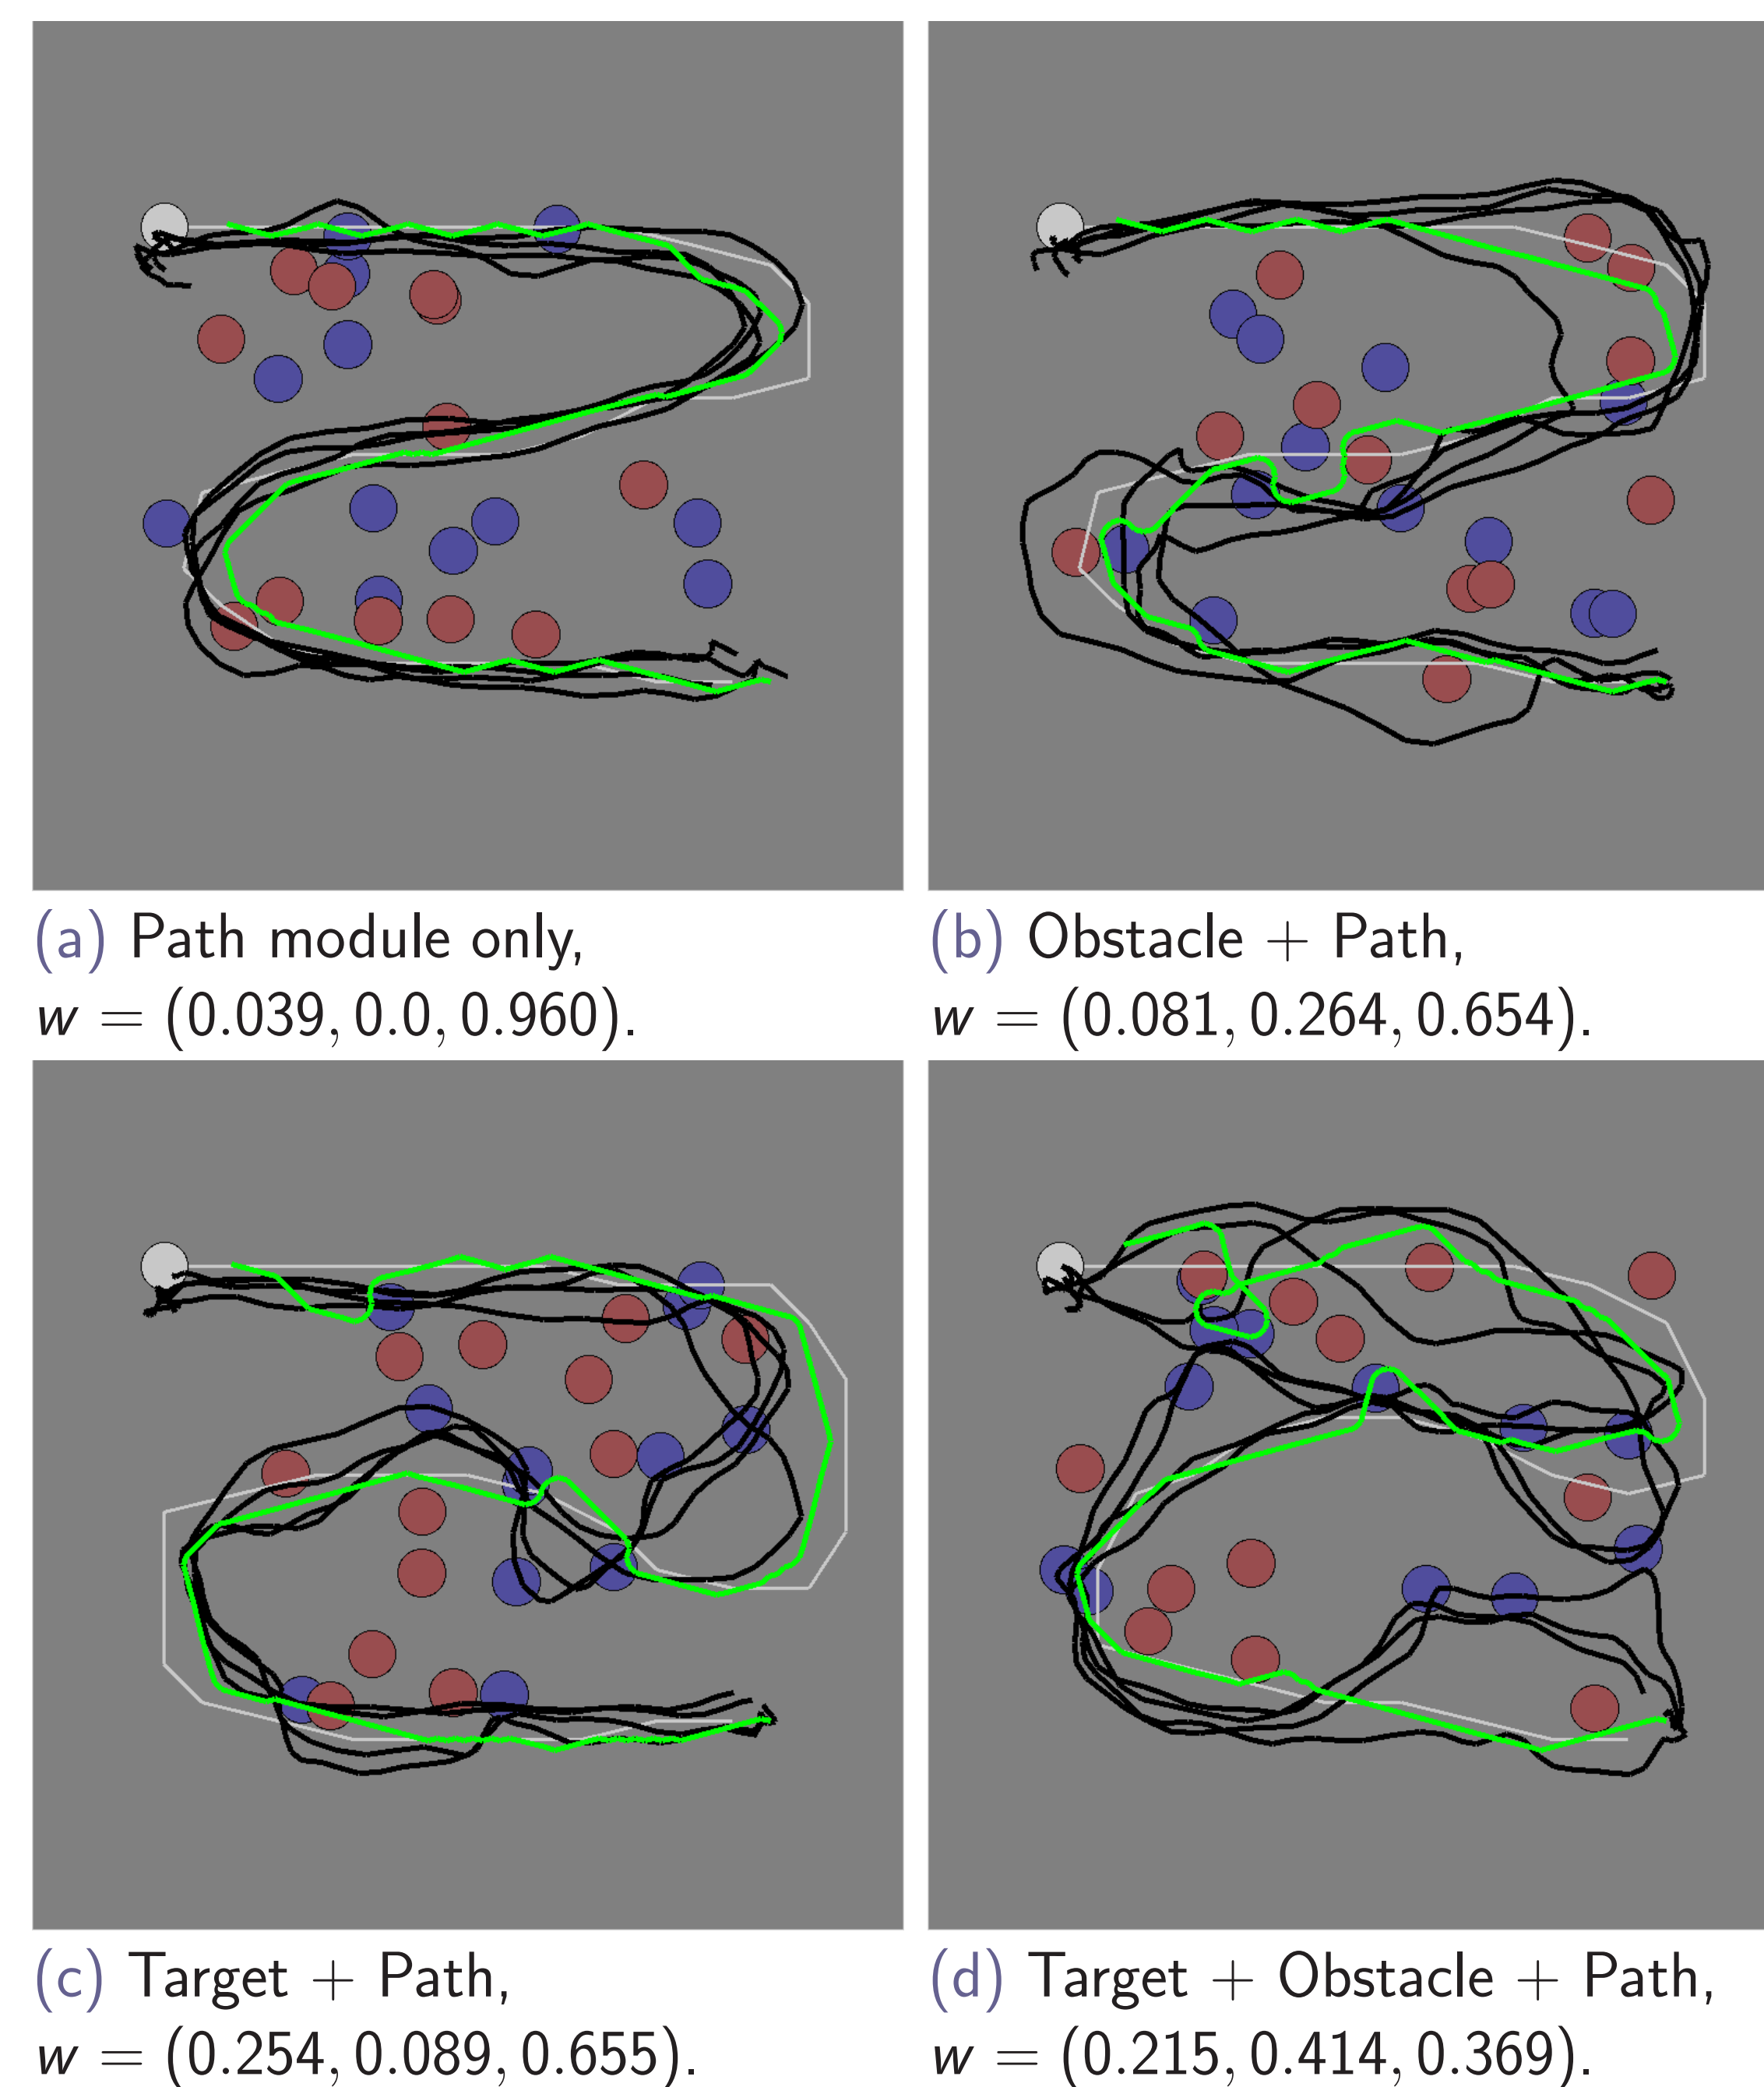 (a) Path module only,
w = (0.039, 0.0, 0.960).
(b) Obstacle + Path,
w = (0.081, 0.264, 0.654).
(c) Target + Path,
w = (0.254, 0.089, 0.655).
(d) Target + Obstacle + Path,
w = (0.215, 0.414, 0.369).